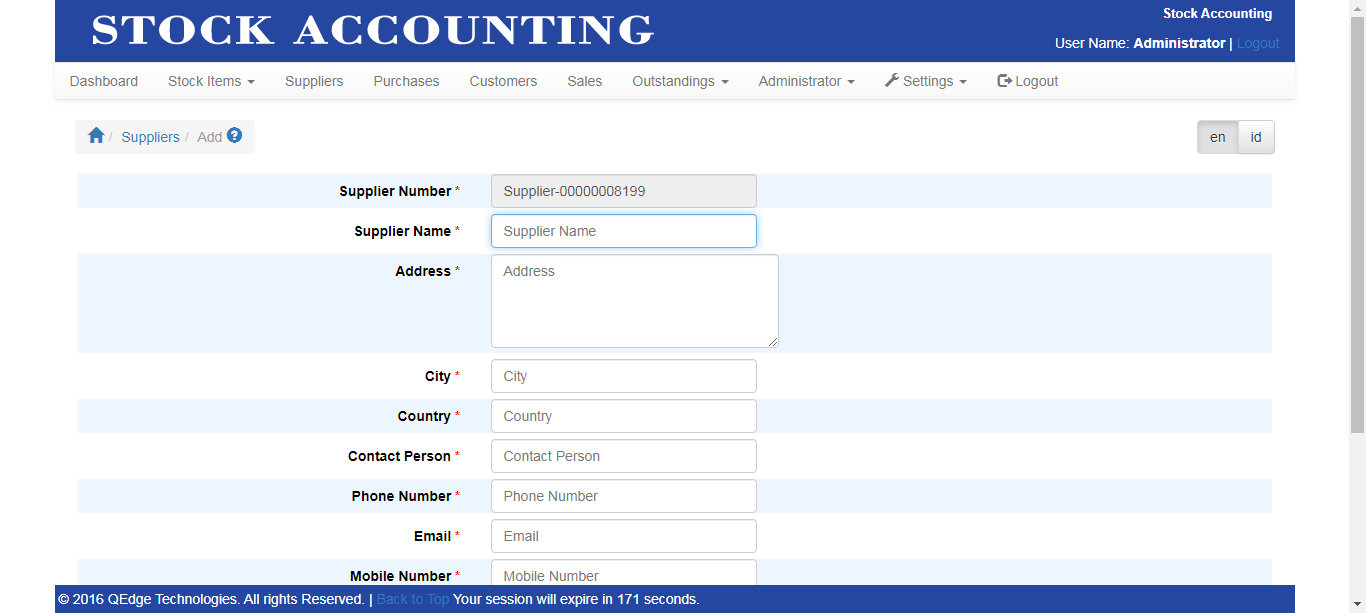 STOCK ACCOUNTING
Stock Accounting
User Name: Administrator | Logout
Dashboard Stock Items Suppliers Purchases Customers Sales Outstandings Administrator Settings Logout
/ Suppliers / Add ?
en id
Supplier Number * Supplier-00000008199
Supplier Name * Supplier Name
Address * Address
City * City
Country * Country
Contact Person * Contact Person
Phone Number * Phone Number
Email * Email
Mobile Number * Mobile Number
© 2016 QEdge Technologies. All rights Reserved. | Back to Top Your session will expire in 171 seconds.